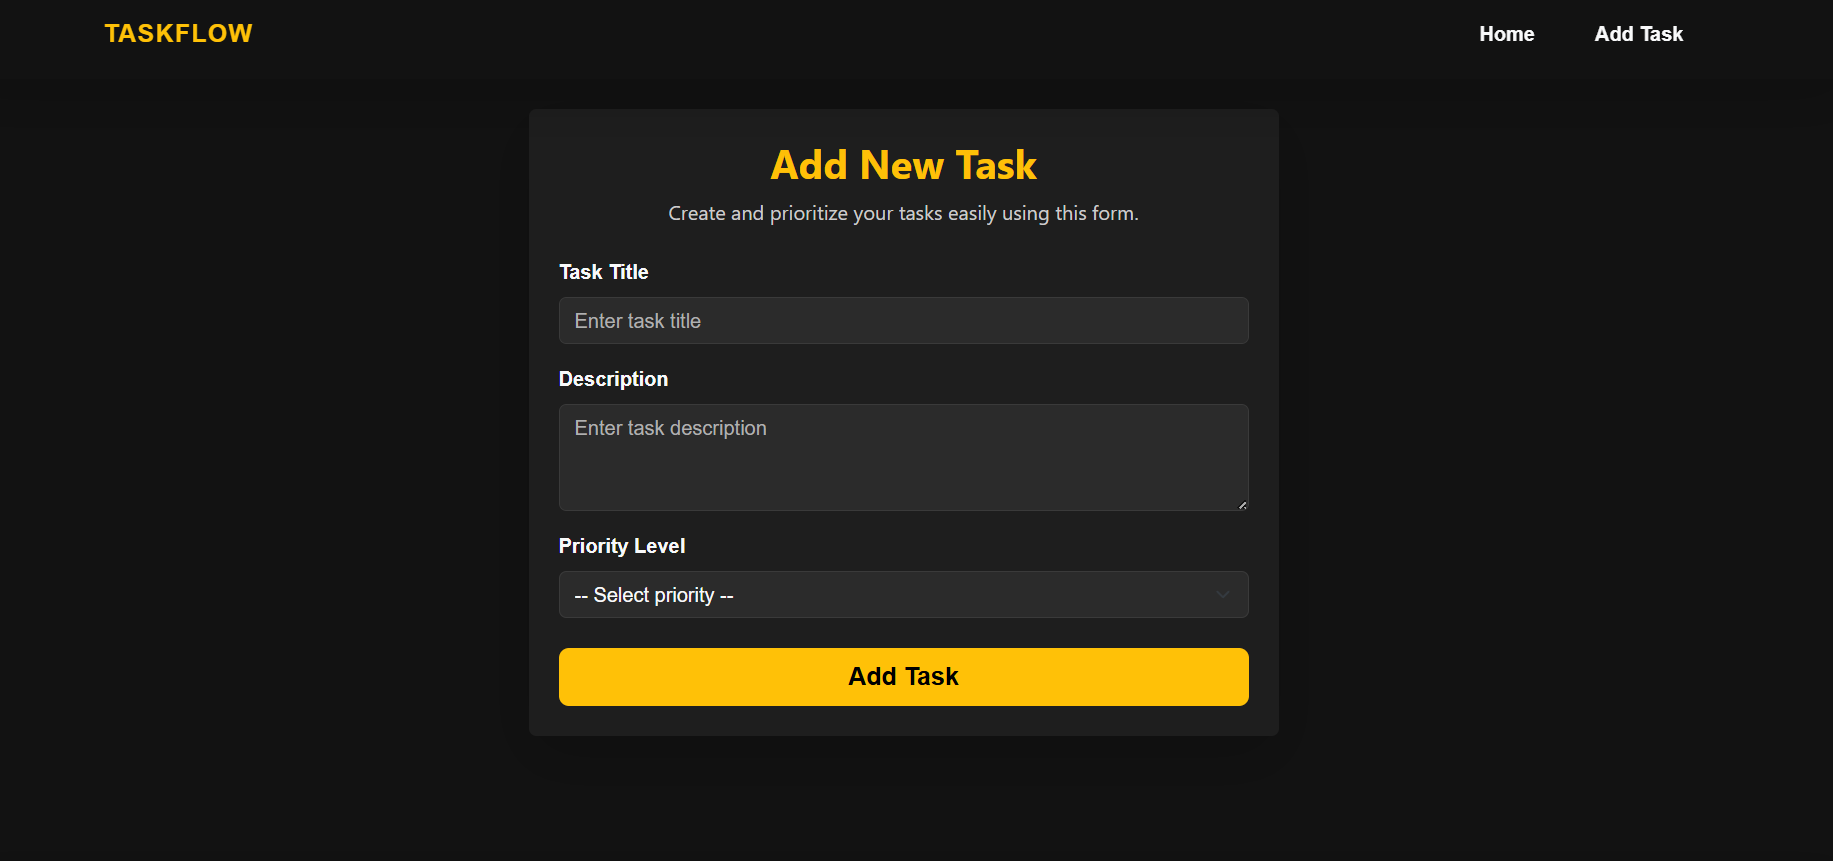 TASKFLOW
Home
Add Task
Add New Task
Create and prioritize your tasks easily using this form.
Task Title
Enter task title
Description
Enter task description
Priority Level
-- Select priority --
Add Task